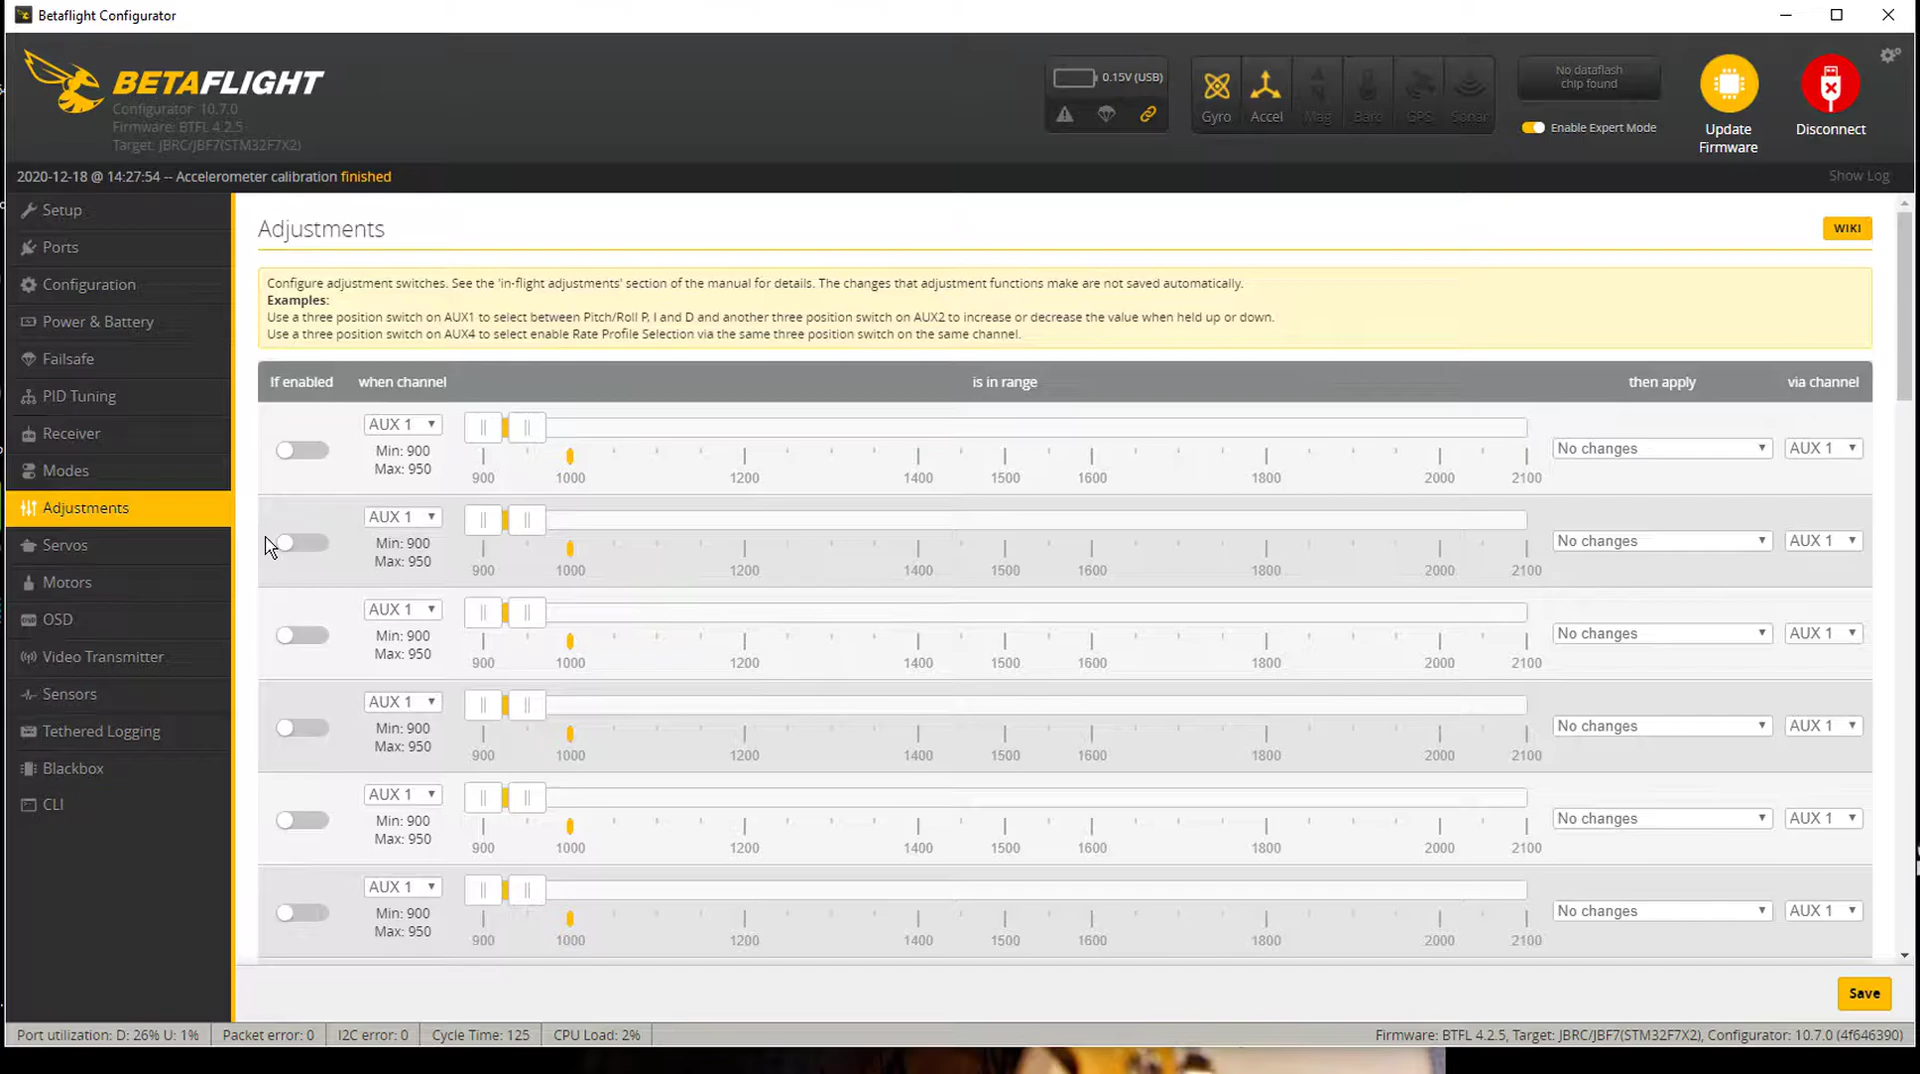 Betaflight Configurator
BETAFLIGHT
Configurator: 10.7.0
Firmware: BTFL 4.2.5
Target: JBRC/JBF7(STM32F7X2)
0.15V (USB)
Gyro
Accel
Mag
Baro
GPS
Sonar
No dataflash
chip found
Enable Expert Mode
Update
Firmware
Disconnect
2020-12-18 @ 14:27:54 -- Accelerometer calibration finished
Show Log
Setup
Ports
Configuration
Power & Battery
Failsafe
PID Tuning
Receiver
Modes
Adjustments
Servos
Motors
OSD
Video Transmitter
Sensors
Tethered Logging
Blackbox
CLI
Adjustments
WIKI
Configure adjustment switches. See the 'in-flight adjustments' section of the manual for details. The changes that adjustment functions make are not saved automatically.
Examples:
Use a three position switch on AUX1 to select between Pitch/Roll P, I and D and another three position switch on AUX2 to increase or decrease the value when held up or down.
Use a three position switch on AUX4 to select enable Rate Profile Selection via the same three position switch on the same channel.
If enabled when channel is in range then apply via channel
AUX 1
Min: 900
Max: 950
900 1000 1200 1400 1500 1600 1800 2000 2100
No changes
AUX 1
AUX 1
Min: 900
Max: 950
900 1000 1200 1400 1500 1600 1800 2000 2100
No changes
AUX 1
AUX 1
Min: 900
Max: 950
900 1000 1200 1400 1500 1600 1800 2000 2100
No changes
AUX 1
AUX 1
Min: 900
Max: 950
900 1000 1200 1400 1500 1600 1800 2000 2100
No changes
AUX 1
AUX 1
Min: 900
Max: 950
900 1000 1200 1400 1500 1600 1800 2000 2100
No changes
AUX 1
AUX 1
Min: 900
Max: 950
900 1000 1200 1400 1500 1600 1800 2000 2100
No changes
AUX 1
Save
Port utilization: D: 26% U: 1% Packet error: 0 I2C error: 0 Cycle Time: 125 CPU Load: 2% Firmware: BTFL 4.2.5, Target: JBRC/JBF7(STM32F7X2), Configurator: 10.7.0 (4f646390)